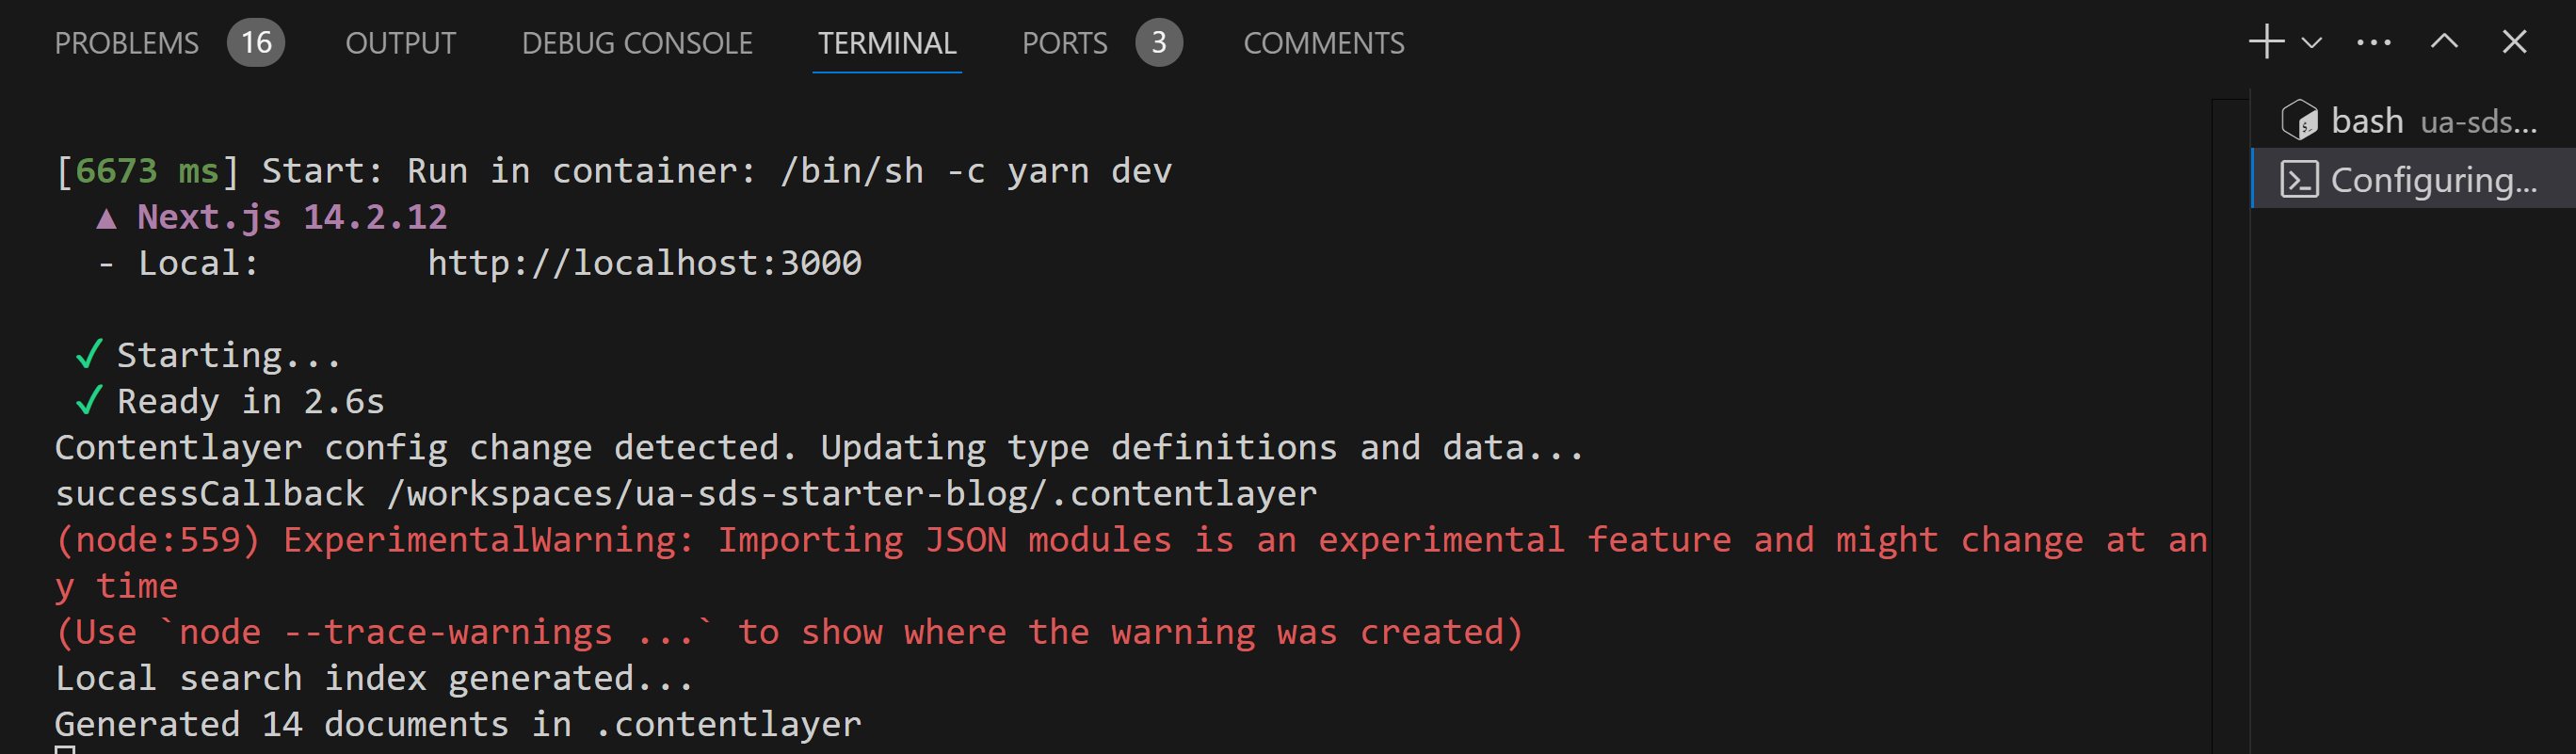 PROBLEMS 16 OUTPUT DEBUG CONSOLE TERMINAL PORTS 3 COMMENTS
[6673 ms] Start: Run in container: /bin/sh -c yarn dev
▲ Next.js 14.2.12
- Local: http://localhost:3000
✓ Starting...
✓ Ready in 2.6s
Contentlayer config change detected. Updating type definitions and data...
successCallback /workspaces/ua-sds-starter-blog/.contentlayer
(node:559) ExperimentalWarning: Importing JSON modules is an experimental feature and might change at an
y time
(Use `node --trace-warnings ...` to show where the warning was created)
Local search index generated...
Generated 14 documents in .contentlayer
bash ua-sds...
Configuring...